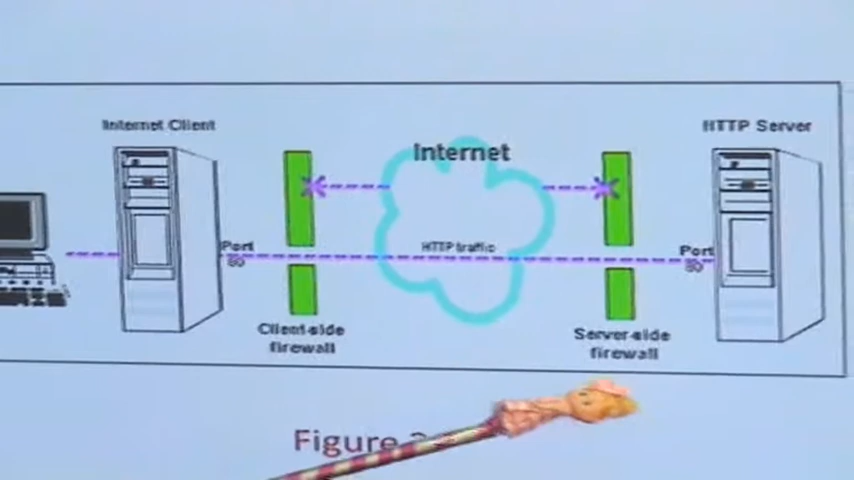 Internet Client
HTTP Server
Internet
Port
80
HTTP traffic
Port
80
Client-side
firewall
Server-side
firewall
Figure